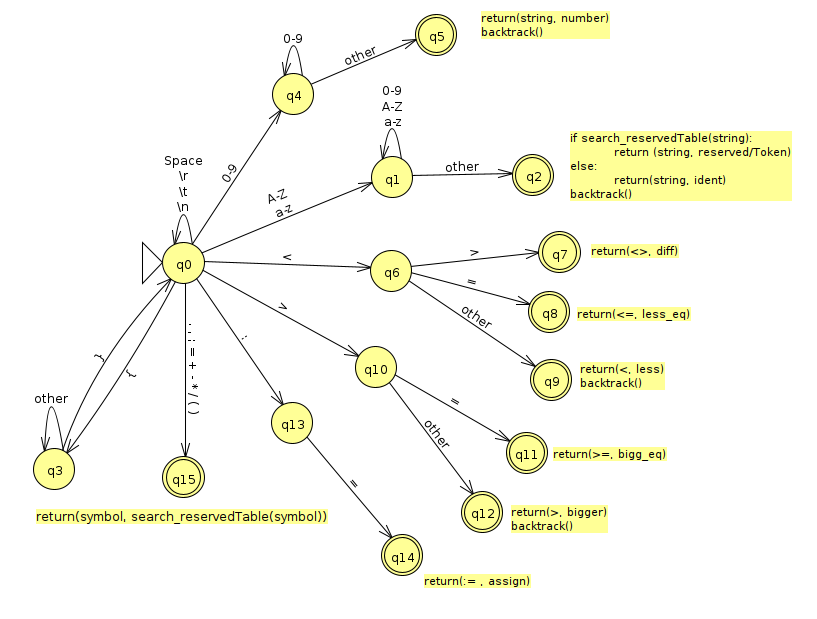 return(string, number)
backtrack()
0-9
q5
other
q4
0-9
0-9
A-Z
a-z
if search_reservedTable(string):
return (string, reserved/Token)
else:
return(string, ident)
backtrack()
Space
\r
\t
\n
A-Z
a-z
q1
other
q2
q0
<
q6
>
q7
return(<>, diff)
=
q8
return(<=, less_eq)
other
q9
return(<, less)
backtrack()
>
q10
=
q11
return(>=, bigg_eq)
other
q12
return(>, bigger)
backtrack()
:
q13
=
q14
return(:= , assign)
}
{
other
q3
= + - * / ( )
q15
return(symbol, search_reservedTable(symbol))